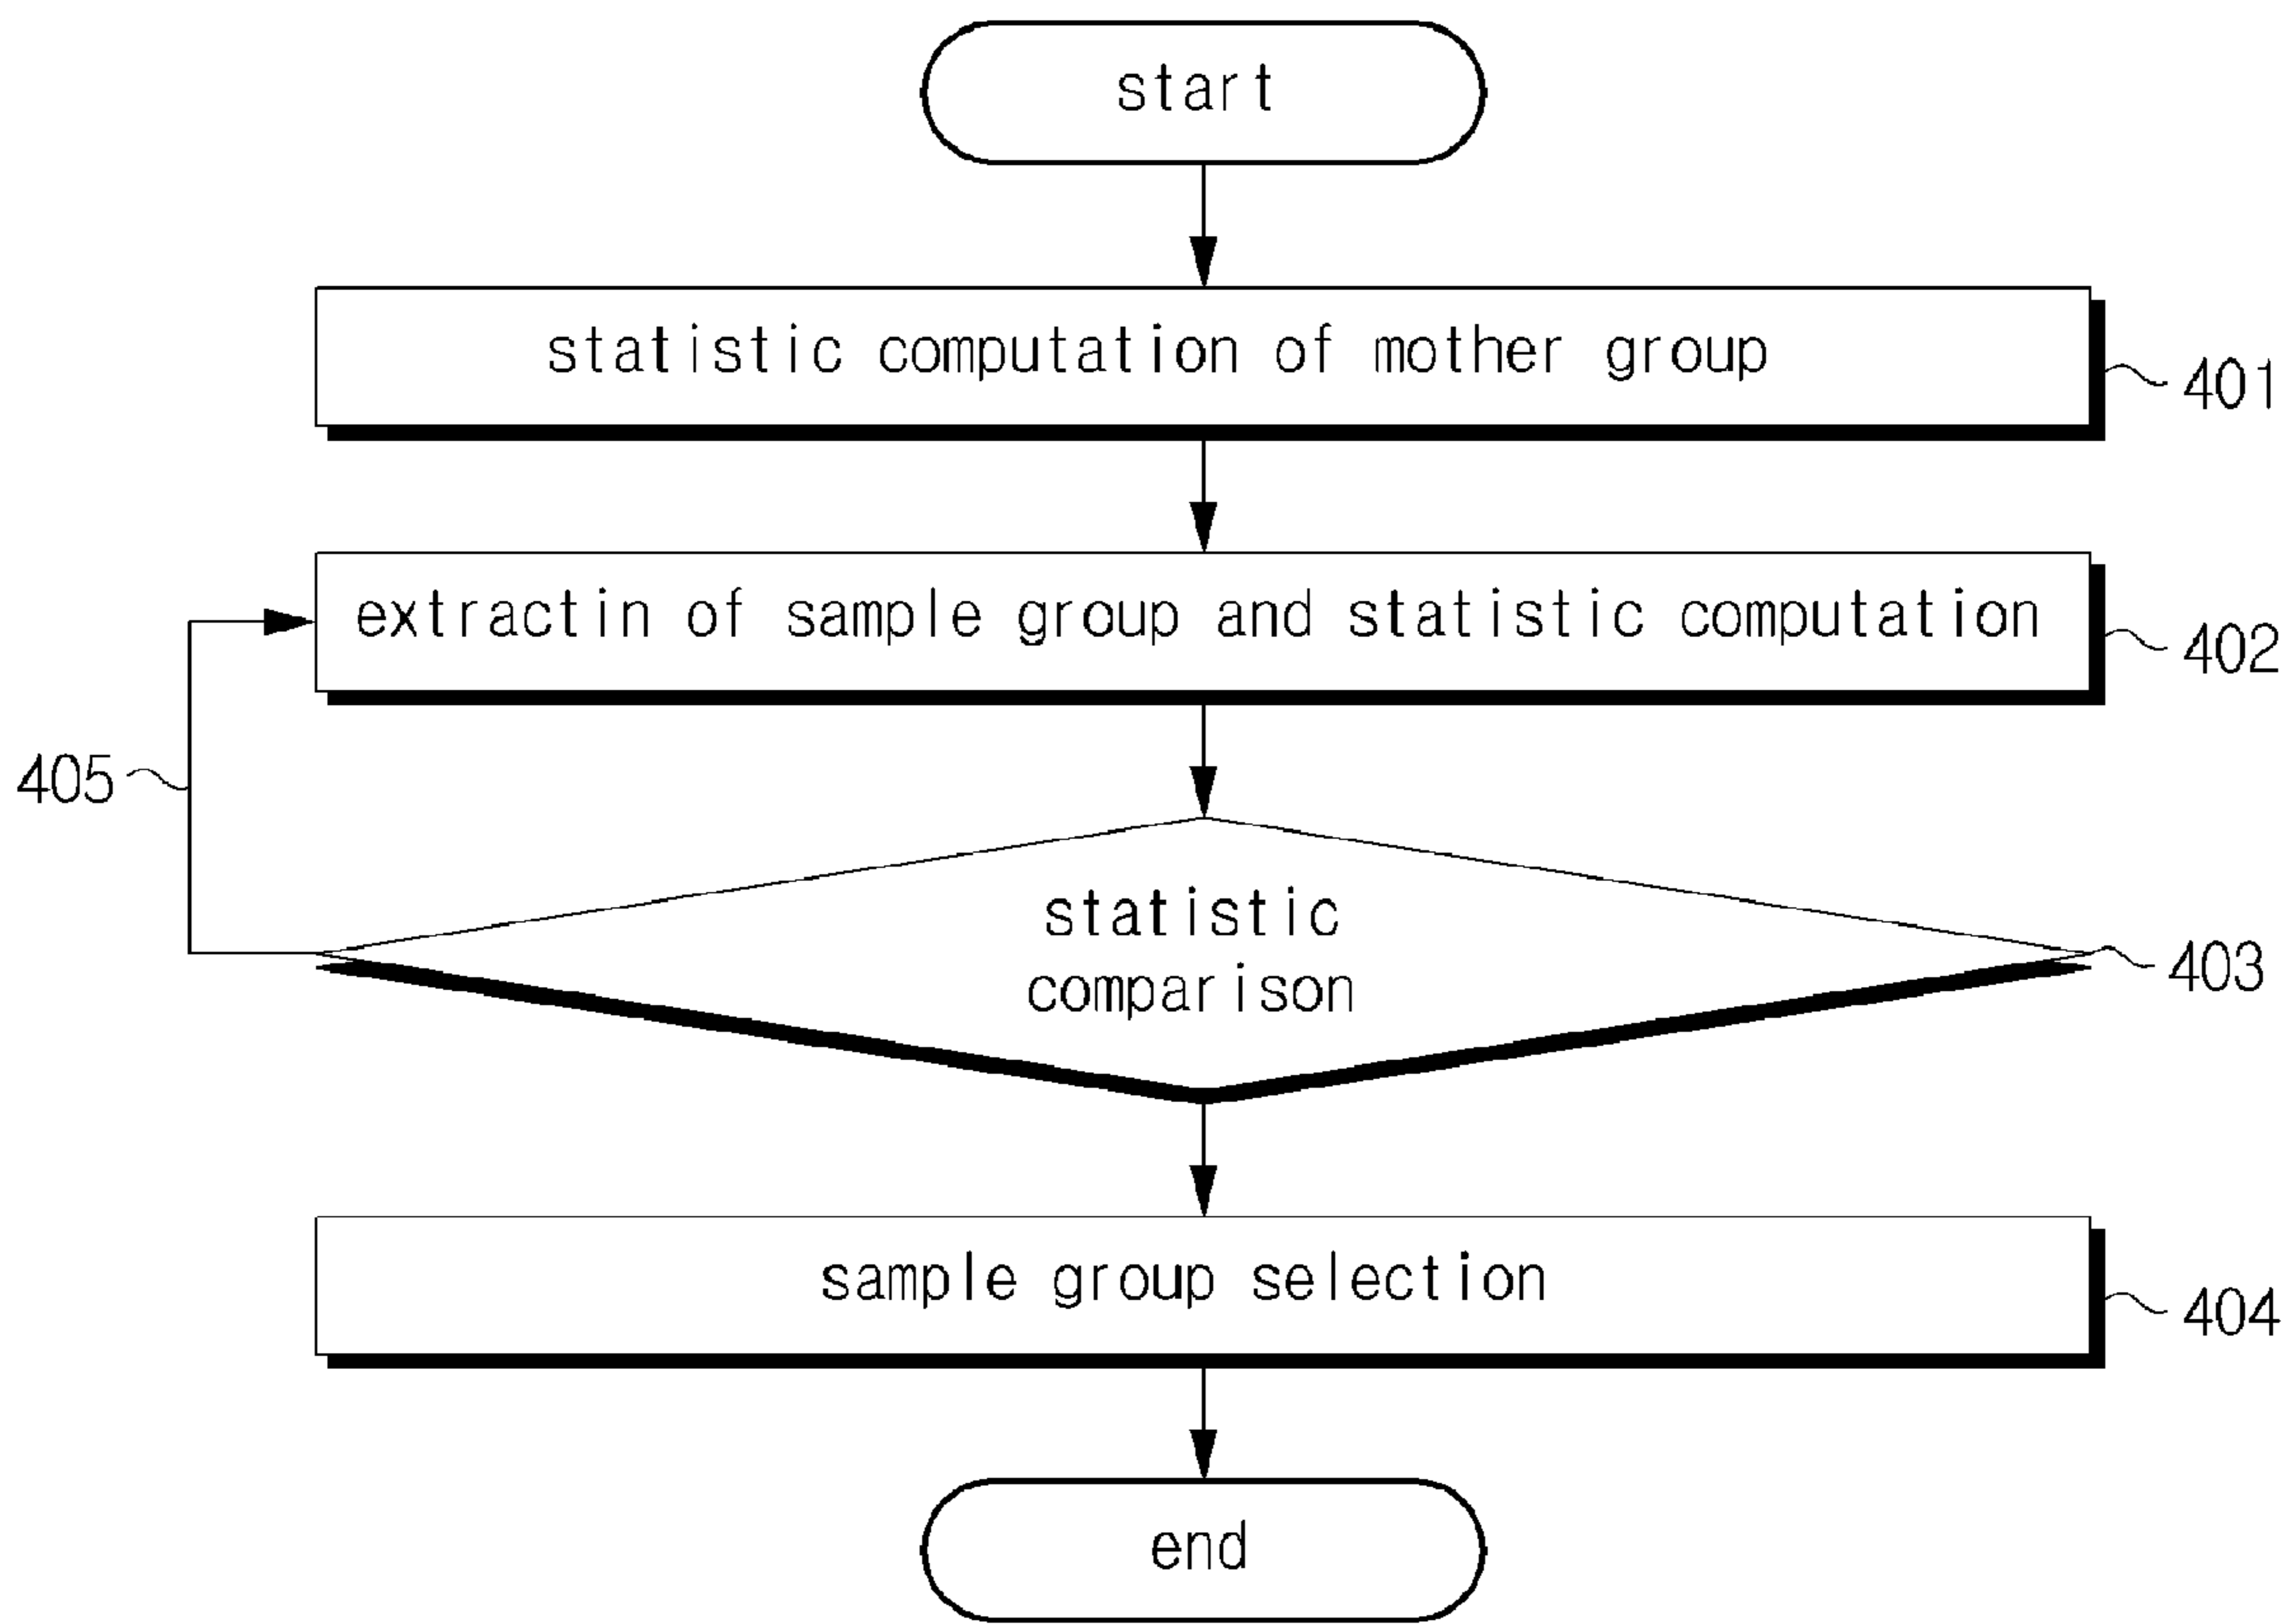 start
statistic computation of mother group
401
extractin of sample group and statistic computation
402
405
statistic
comparison
403
sample group selection
404
end